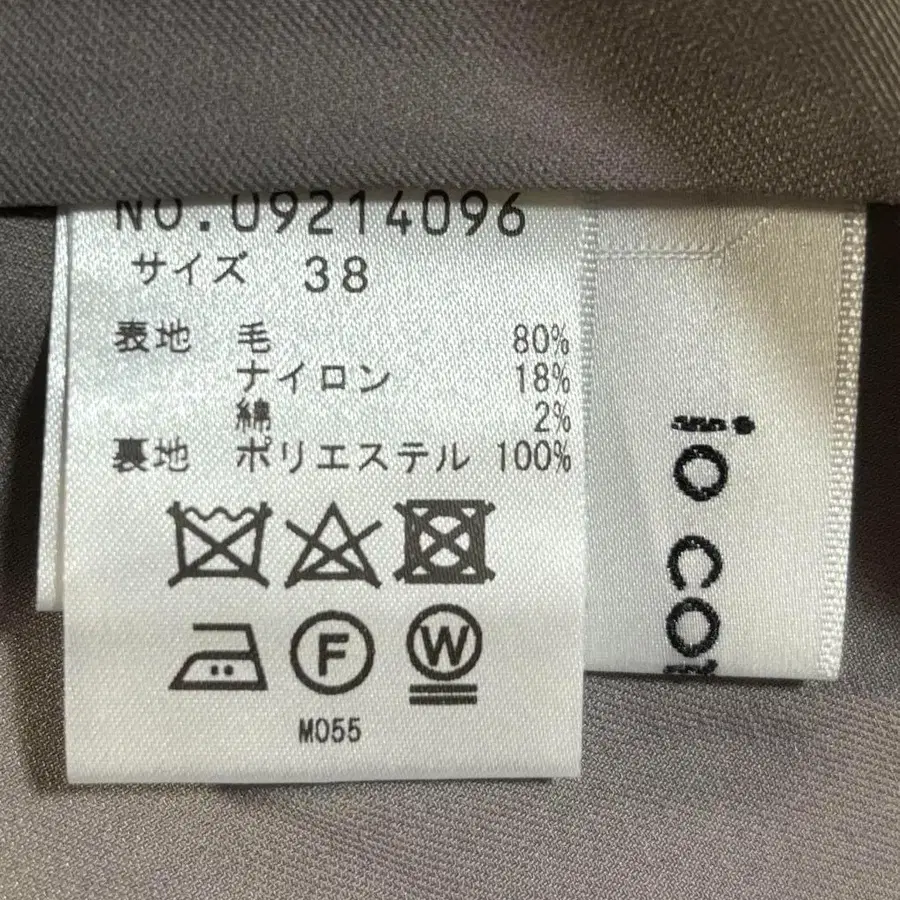 NO.09214096
サイズ 38
表地 毛 80%
ナイロン 18%
綿 2%
裏地 ポリエステル 100%
F W
M055
io co